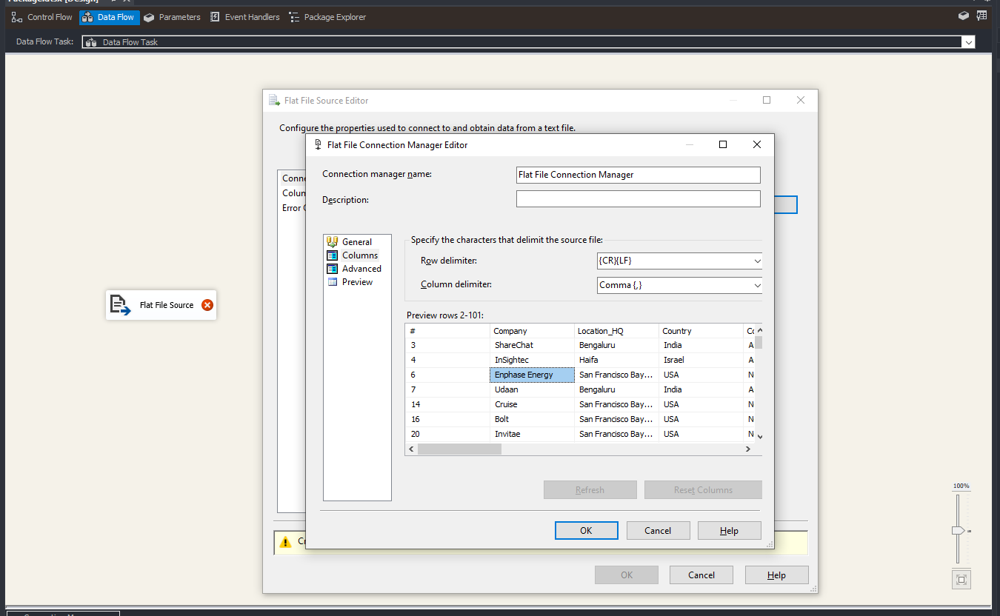 Package.dtsx [Design]
Control Flow Data Flow Parameters Event Handlers Package Explorer
Data Flow Task: Data Flow Task
Flat File Source Editor
Configure the properties used to connect to and obtain data from a text file.
Flat File Connection Manager Editor
Connection manager name: Flat File Connection Manager
Description:
Conne
Colum
Error
General
Columns
Advanced
Preview
Specify the characters that delimit the source file:
Row delimiter: {CR}{LF}
Column delimiter: Comma {,}
Flat File Source
Preview rows 2-101:
# Company Location_HQ Country Co
3 ShareChat Bengaluru India A
4 InSightec Haifa Israel A
6 Enphase Energy San Francisco Bay... USA N
7 Udaan Bengaluru India A
14 Cruise San Francisco Bay... USA N
16 Bolt San Francisco Bay... USA N
20 Invitae San Francisco Bay... USA N
Refresh Reset Columns
100%
OK Cancel Help
OK Cancel Help